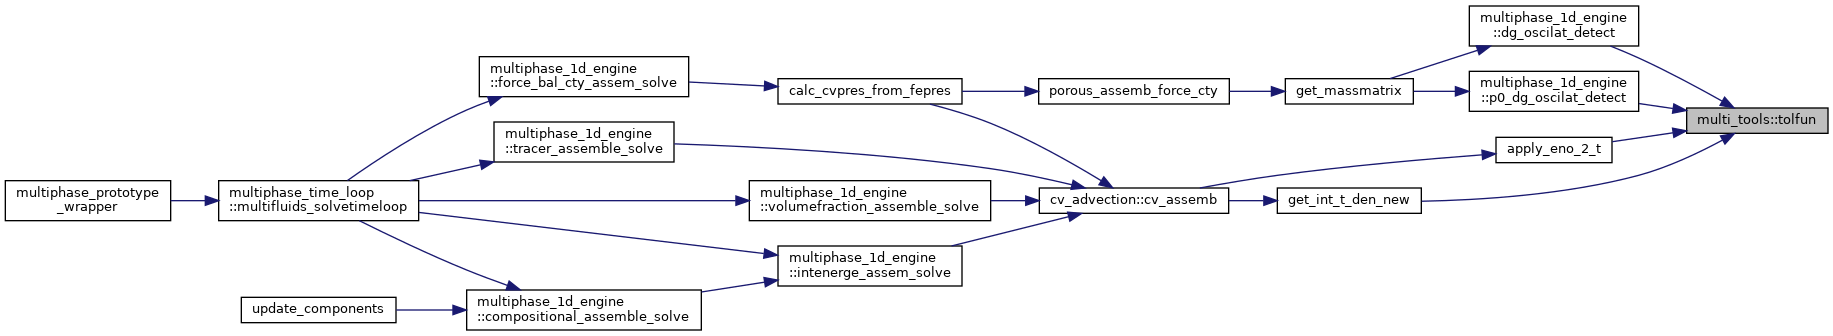 multiphase_prototype
_wrapper
multiphase_time_loop
::multifluids_solvetimeloop
update_components
multiphase_1d_engine
::force_bal_cty_assem_solve
multiphase_1d_engine
::tracer_assemble_solve
multiphase_1d_engine
::compositional_assemble_solve
calc_cvpres_from_fepres
multiphase_1d_engine
::volumefraction_assemble_solve
multiphase_1d_engine
::intenerge_assem_solve
porous_assemb_force_cty
cv_advection::cv_assemb
get_massmatrix
get_int_t_den_new
multiphase_1d_engine
::dg_oscilat_detect
multiphase_1d_engine
::p0_dg_oscilat_detect
apply_eno_2_t
multi_tools::tolfun